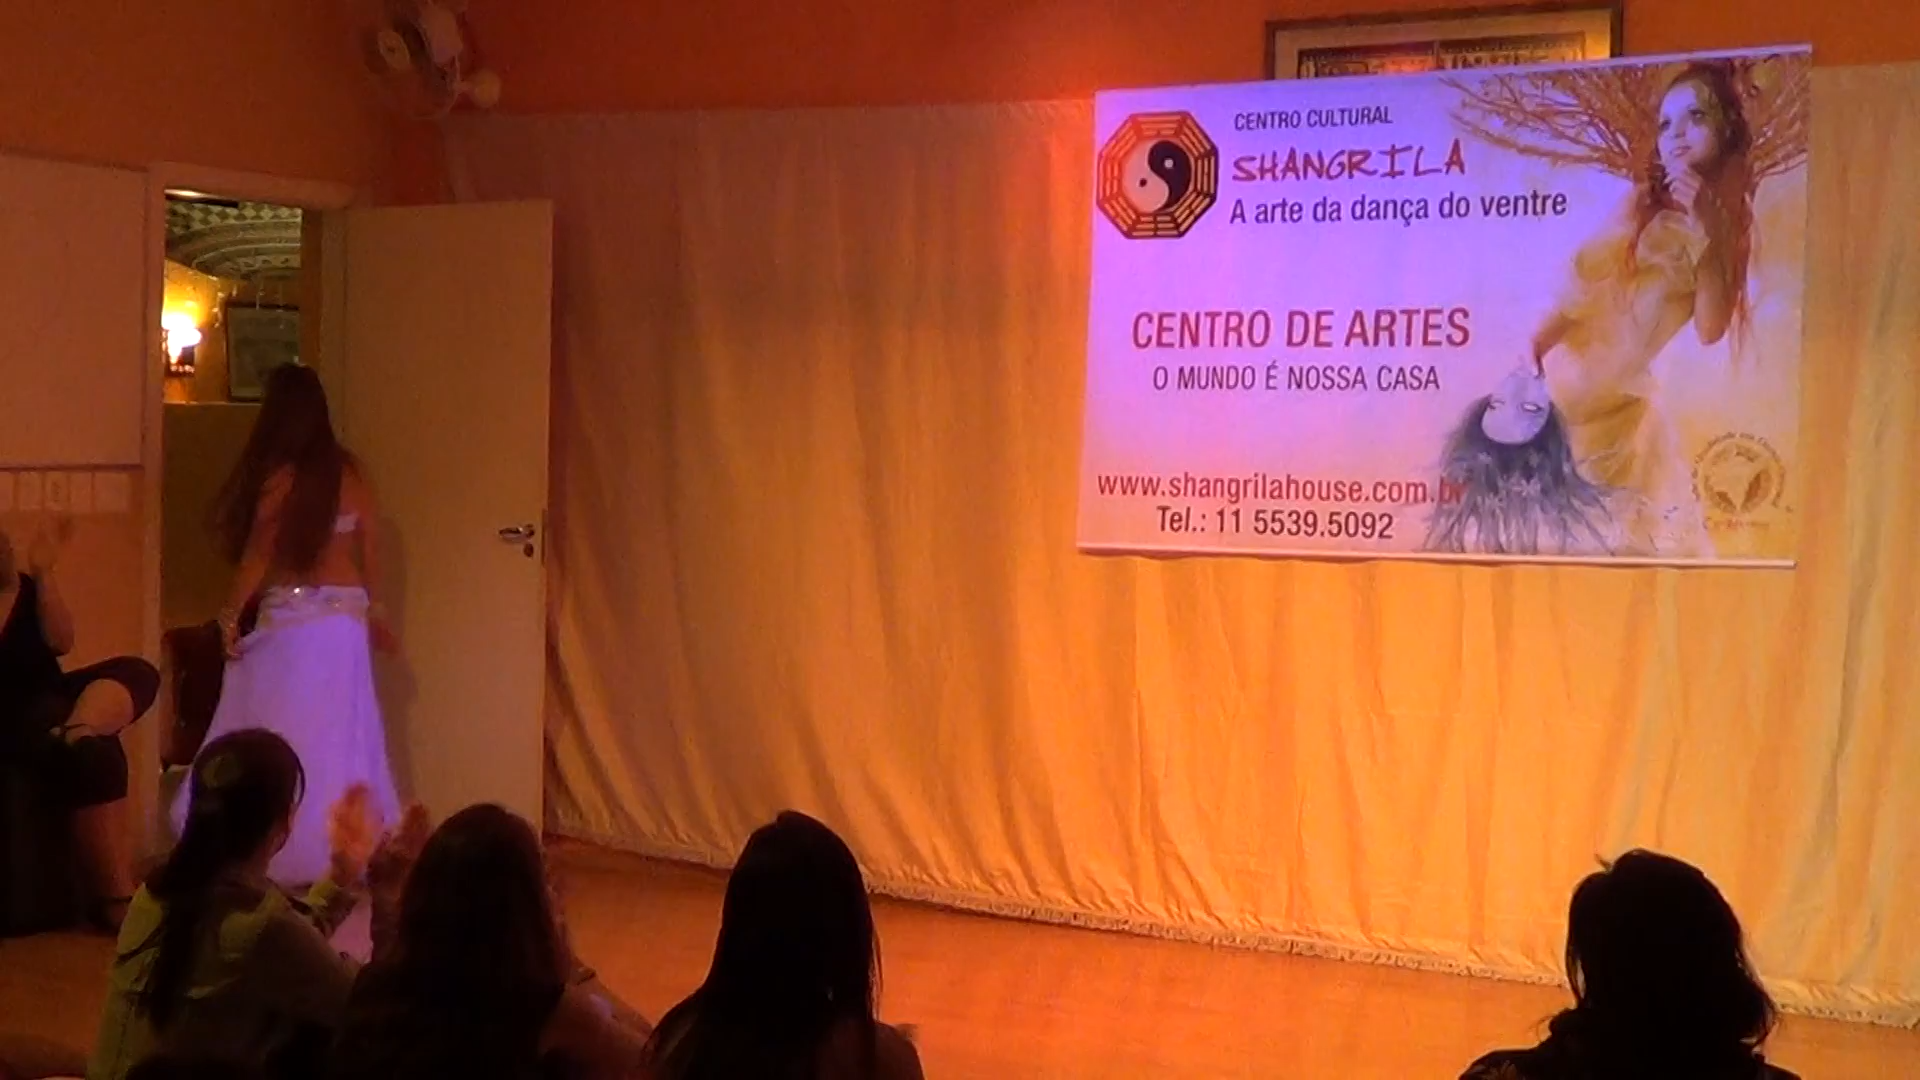 CENTRO CULTURAL
SHANGRILA
A arte da dança do ventre
CENTRO DE ARTES
O MUNDO É NOSSA CASA
www.shangrilahouse.com.br
Tel.: 11 5539.5092